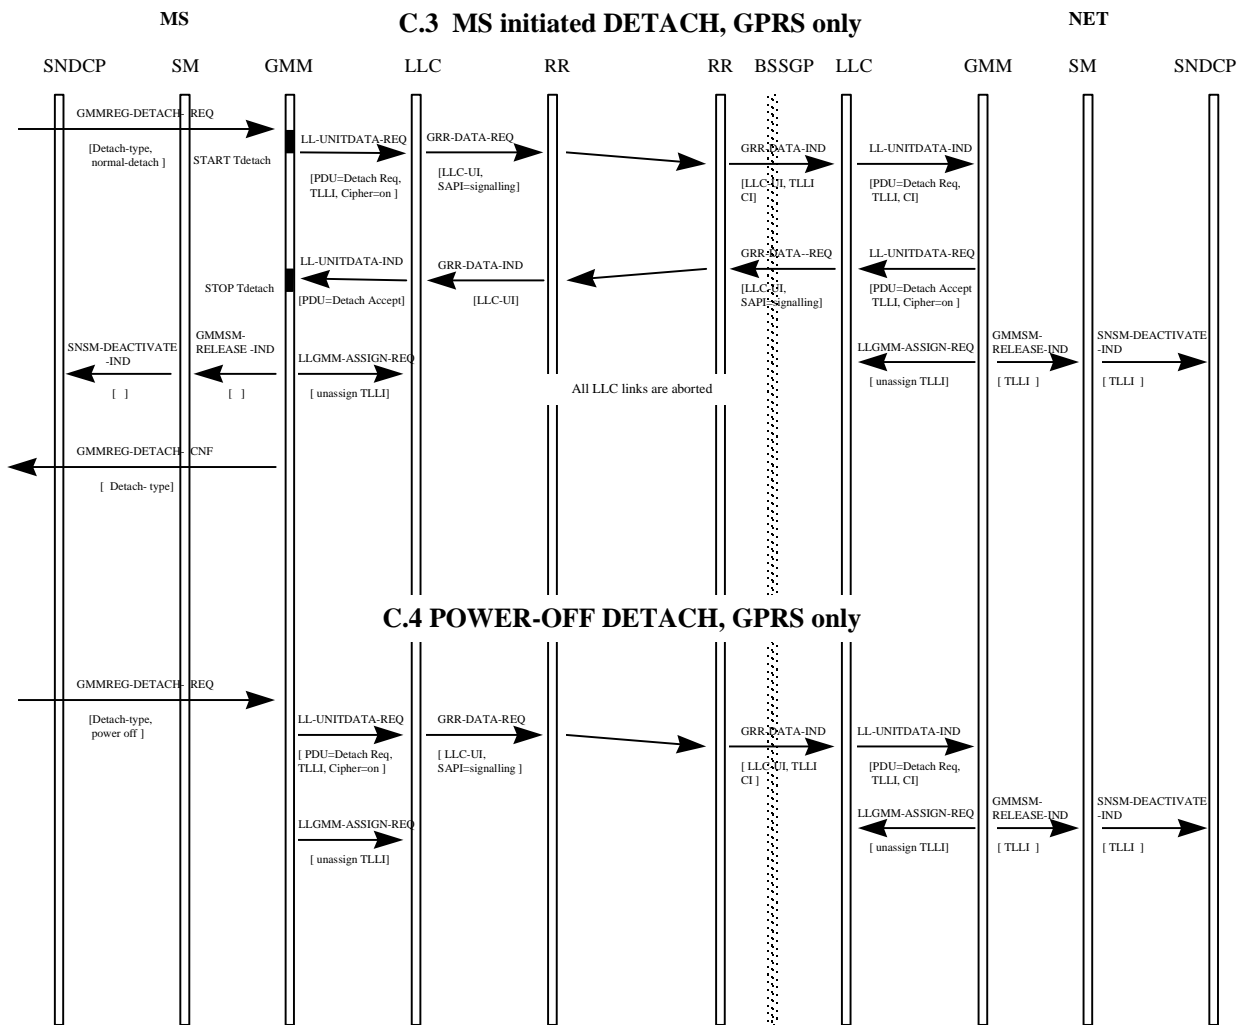 MS C.3 MS initiated DETACH, GPRS only NET
SNDCP SM GMM LLC RR RR BSSGP LLC GMM SM SNDCP
GMMREG-DETACH- REQ
[Detach-type,
normal-detach ]
START Tdetach
LL-UNITDATA-REQ
[PDU=Detach Req,
TLLI, Cipher=on ]
GRR-DATA-REQ
[LLC-UI,
SAPI=signalling]
GRR-DATA-IND
[LLC-UI, TLLI
CI]
LL-UNITDATA-IND
[PDU=Detach Req,
TLLI, CI]
STOP Tdetach
LL-UNITDATA-IND
[PDU=Detach Accept]
GRR-DATA-IND
[LLC-UI]
GRR-DATA--REQ
[LLC-UI,
SAPI=signalling]
LL-UNITDATA-REQ
[PDU=Detach Accept
TLLI, Cipher=on ]
SNSM-DEACTIVATE
-IND
[ ]
GMMSM-
RELEASE -IND
[ ]
LLGMM-ASSIGN-REQ
[ unassign TLLI]
All LLC links are aborted
LLGMM-ASSIGN-REQ
[ unassign TLLI]
GMMSM-
RELEASE-IND
[ TLLI ]
SNSM-DEACTIVATE
-IND
[ TLLI ]
GMMREG-DETACH- CNF
[ Detach- type]
C.4 POWER-OFF DETACH, GPRS only
GMMREG-DETACH- REQ
[Detach-type,
power off ]
LL-UNITDATA-REQ
[ PDU=Detach Req,
TLLI, Cipher=on ]
GRR-DATA-REQ
[ LLC-UI,
SAPI=signalling ]
GRR-DATA-IND
[ LLC-UI, TLLI
CI ]
LL-UNITDATA-IND
[PDU=Detach Req,
TLLI, CI]
LLGMM-ASSIGN-REQ
[ unassign TLLI]
LLGMM-ASSIGN-REQ
[ unassign TLLI]
GMMSM-
RELEASE-IND
[ TLLI ]
SNSM-DEACTIVATE
-IND
[ TLLI ]